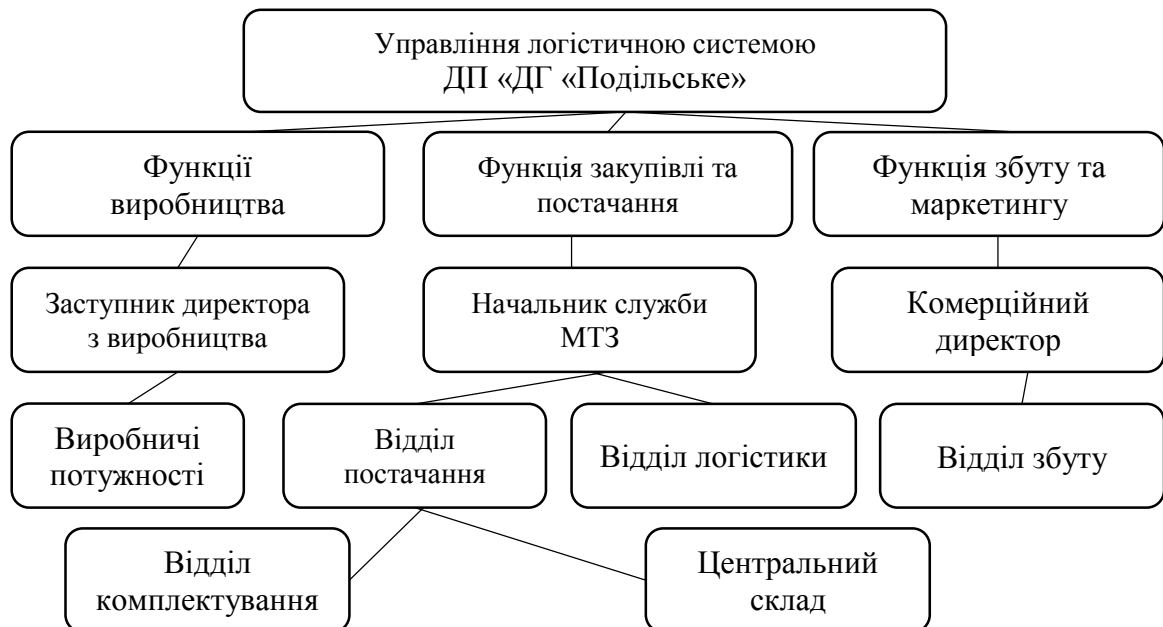 Управління логістичною системою
ДП «ДГ «Подільське»
Функції
виробництва
Функція закупівлі та
постачання
Функція збуту та
маркетингу
Заступник директора
з виробництва
Начальник служби
МТЗ
Комерційний
директор
Виробничі
потужності
Відділ
постачання
Відділ логістики
Відділ збуту
Відділ
комплектування
Центральний
склад